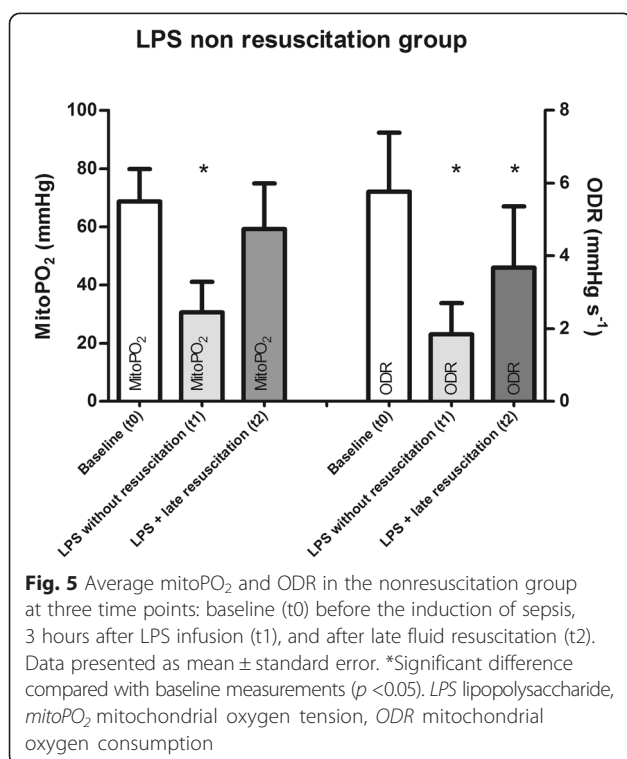 LPS non resuscitation group
100
80
60
40
20
0
MitoPO₂ (mmHg)
8
6
4
2
0
ODR (mmHg s⁻¹)
MitoPO₂
MitoPO₂
MitoPO₂
ODR
ODR
ODR
*
*
*
Baseline (t0)
LPS without resuscitation (t1)
LPS + late resuscitation (t2)
Baseline (t0)
LPS without resuscitation (t1)
LPS + late resuscitation (t2)
Fig. 5 Average mitoPO₂ and ODR in the nonresuscitation group
at three time points: baseline (t0) before the induction of sepsis,
3 hours after LPS infusion (t1), and after late fluid resuscitation (t2).
Data presented as mean ± standard error. *Significant difference
compared with baseline measurements (p <0.05). LPS lipopolysaccharide,
mitoPO₂ mitochondrial oxygen tension, ODR mitochondrial
oxygen consumption